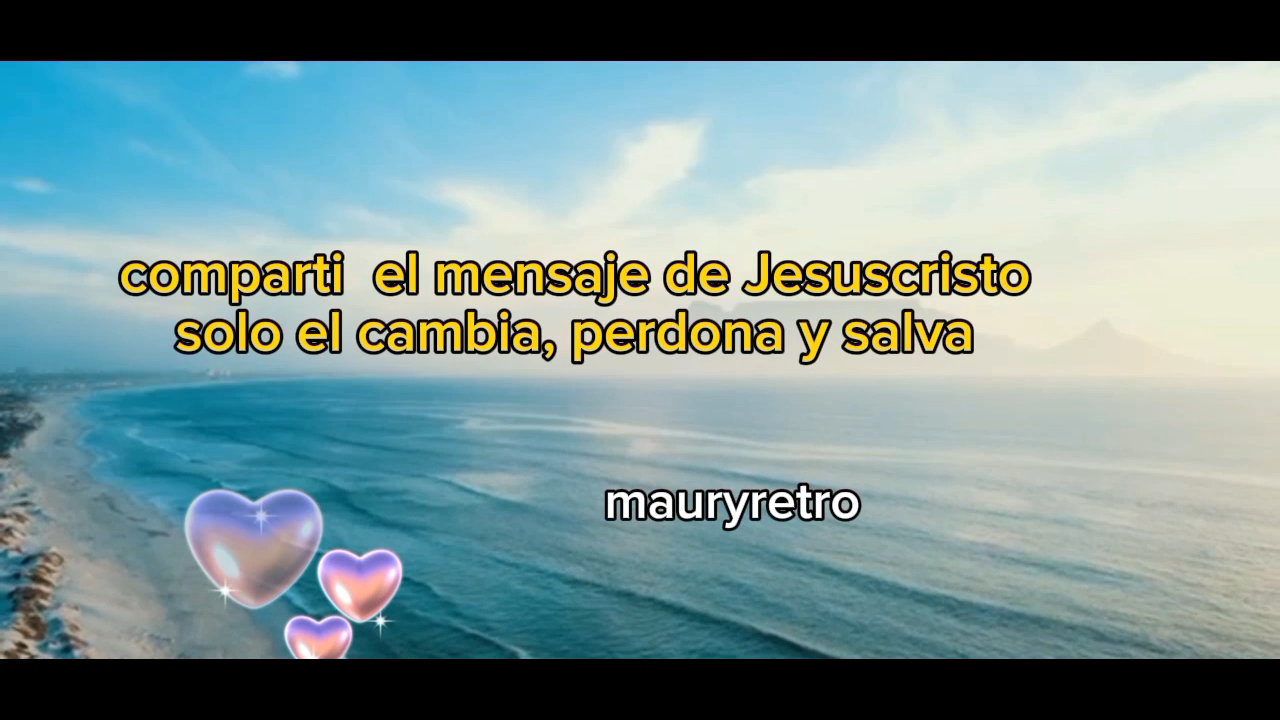 comparti  el mensaje de Jesuscristo
solo el cambia, perdona y salva
mauryretro